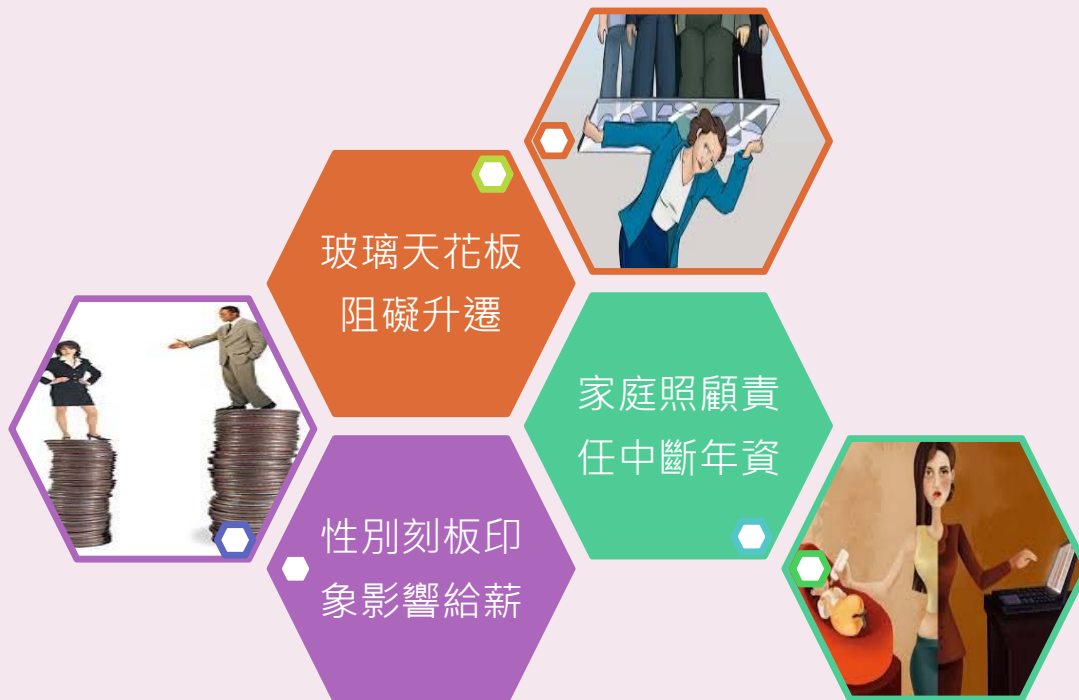 玻璃天花板
阻礙升遷
家庭照顧責
任中斷年資
性別刻板印
象影響給薪